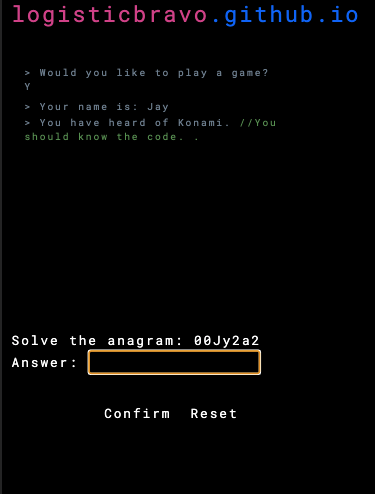 logisticbravo.github.io
> Would you like to play a game?
Y
> Your name is: Jay
> You have heard of Konami. //You
should know the code. .
Solve the anagram: 00Jy2a2
Answer:
Confirm Reset